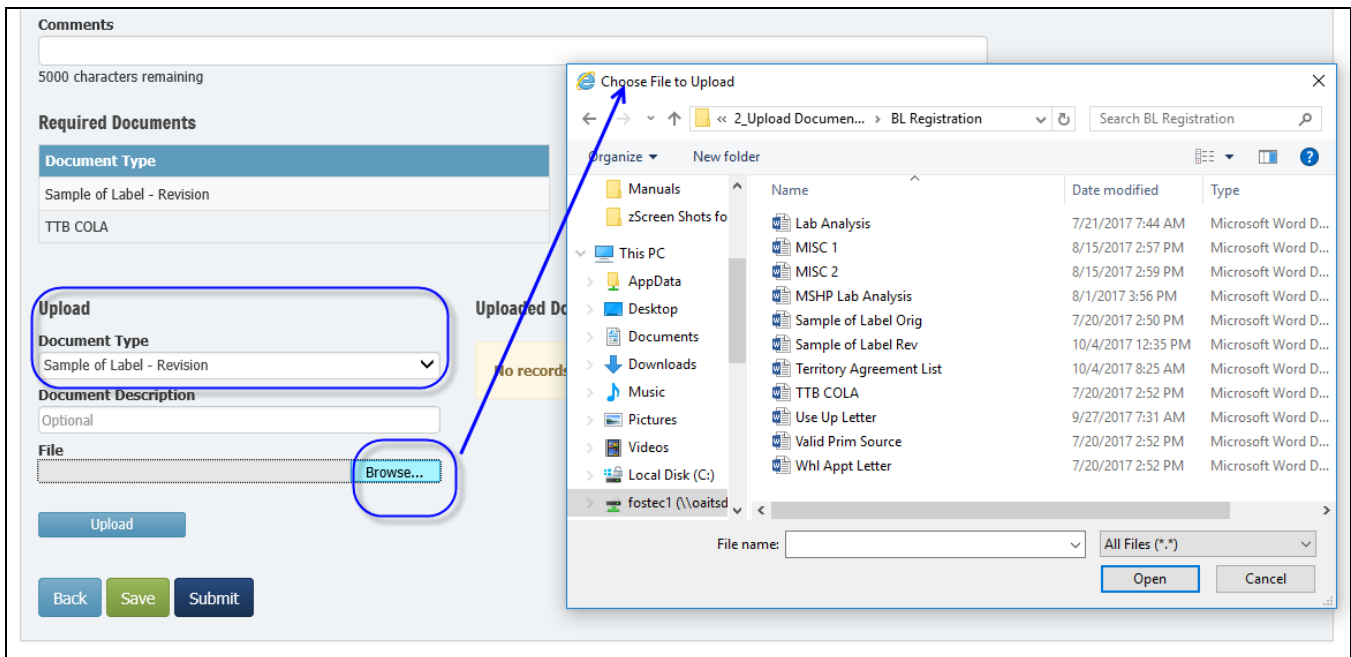 Comments
5000 characters remaining
Required Documents
Document Type
Sample of Label - Revision
TTB COLA
Upload
Document Type
Sample of Label - Revision
Document Description
Optional
File
Browse...
Upload
Back Save Submit
Uploaded Do
No records
Choose File to Upload
« 2_Upload Documen... › BL Registration
Search BL Registration
Organize New folder
Manuals
zScreen Shots fo
This PC
AppData
Desktop
Documents
Downloads
Music
Pictures
Videos
Local Disk (C:)
fostec1 (\\oaitsd
Name Date modified Type
Lab Analysis 7/21/2017 7:44 AM Microsoft Word D...
MISC 1 8/15/2017 2:57 PM Microsoft Word D...
MISC 2 8/15/2017 2:59 PM Microsoft Word D...
MSHP Lab Analysis 8/1/2017 3:56 PM Microsoft Word D...
Sample of Label Orig 7/20/2017 2:50 PM Microsoft Word D...
Sample of Label Rev 10/4/2017 12:35 PM Microsoft Word D...
Territory Agreement List 10/4/2017 8:25 AM Microsoft Word D...
TTB COLA 7/20/2017 2:52 PM Microsoft Word D...
Use Up Letter 9/27/2017 7:31 AM Microsoft Word D...
Valid Prim Source 7/20/2017 2:52 PM Microsoft Word D...
Whl Appt Letter 7/20/2017 2:52 PM Microsoft Word D...
File name: All Files (*.*)
Open Cancel